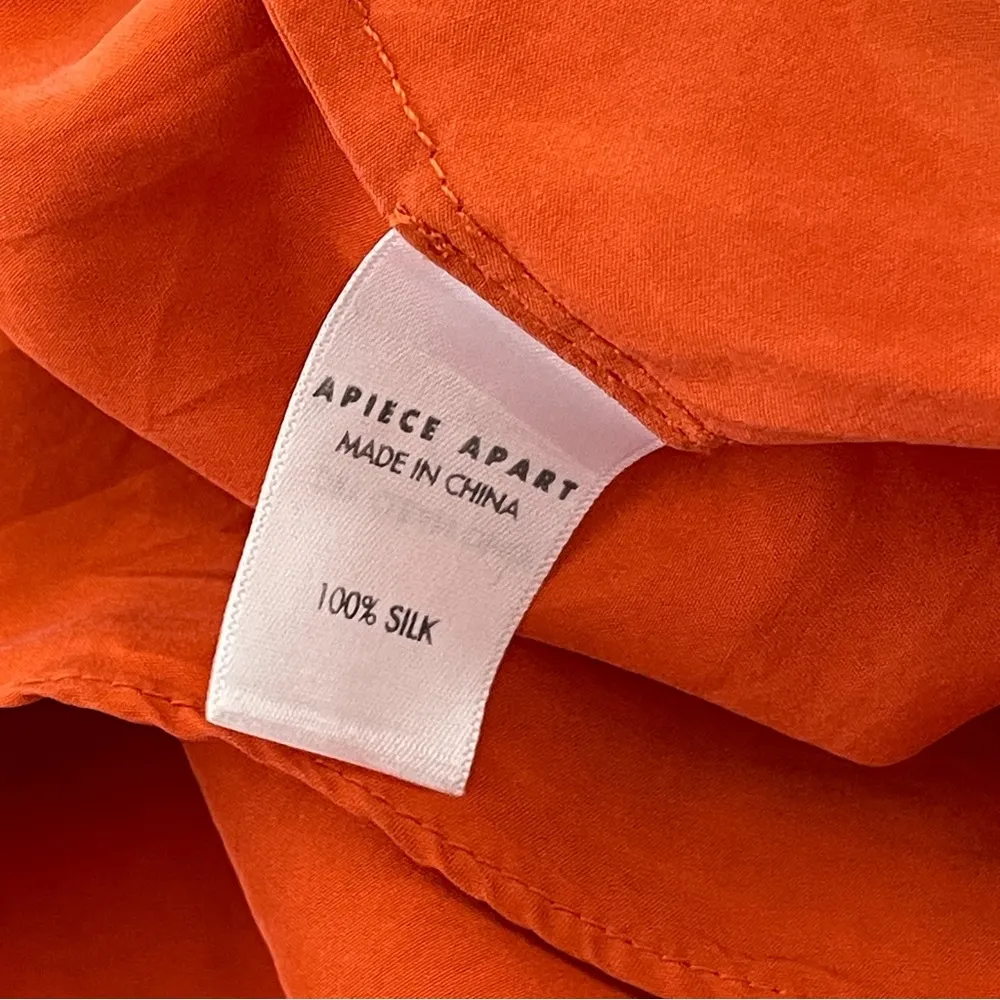 APIECE APART
MADE IN CHINA
100% SILK